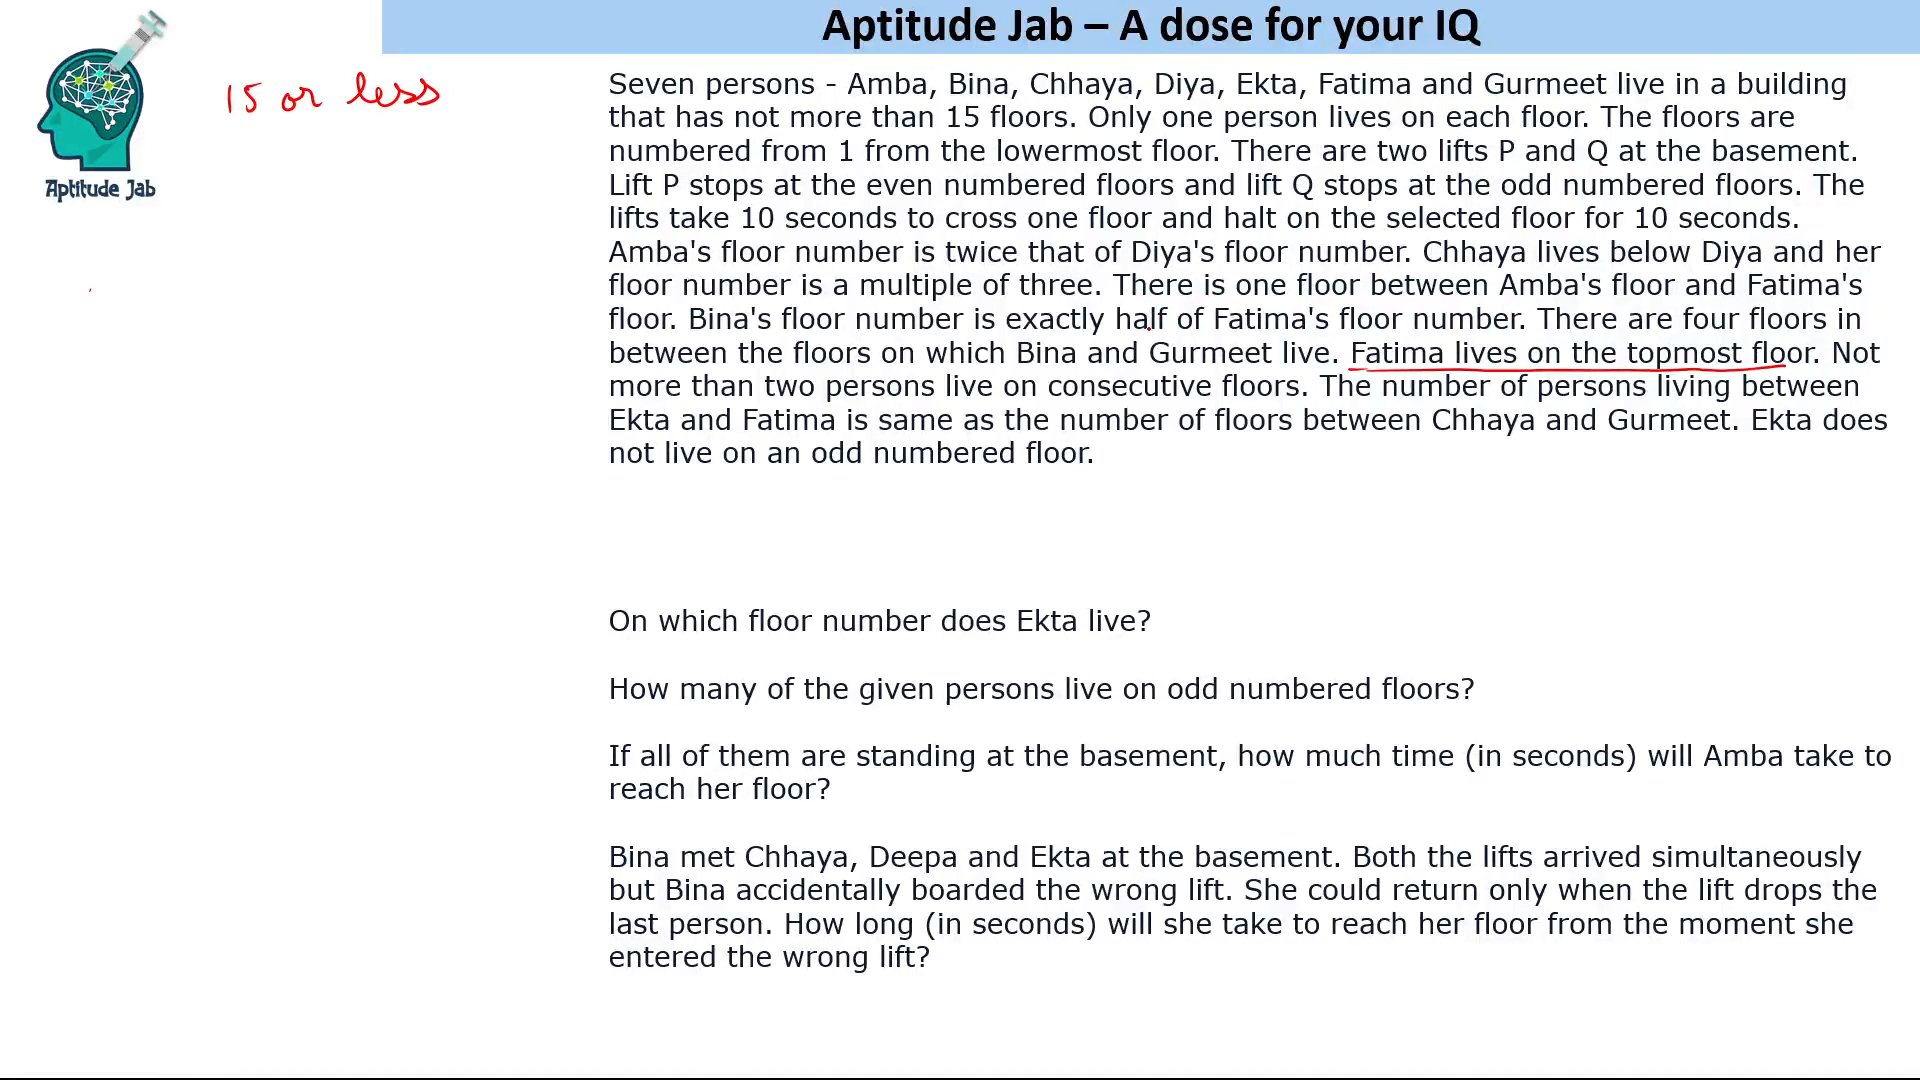 Aptitude Jab – A dose for your IQ
15 or less
Aptitude Jab
Seven persons - Amba, Bina, Chhaya, Diya, Ekta, Fatima and Gurmeet live in a building
that has not more than 15 floors. Only one person lives on each floor. The floors are
numbered from 1 from the lowermost floor. There are two lifts P and Q at the basement.
Lift P stops at the even numbered floors and lift Q stops at the odd numbered floors. The
lifts take 10 seconds to cross one floor and halt on the selected floor for 10 seconds.
Amba's floor number is twice that of Diya's floor number. Chhaya lives below Diya and her
floor number is a multiple of three. There is one floor between Amba's floor and Fatima's
floor. Bina's floor number is exactly half of Fatima's floor number. There are four floors in
between the floors on which Bina and Gurmeet live. Fatima lives on the topmost floor. Not
more than two persons live on consecutive floors. The number of persons living between
Ekta and Fatima is same as the number of floors between Chhaya and Gurmeet. Ekta does
not live on an odd numbered floor.
On which floor number does Ekta live?
How many of the given persons live on odd numbered floors?
If all of them are standing at the basement, how much time (in seconds) will Amba take to
reach her floor?
Bina met Chhaya, Deepa and Ekta at the basement. Both the lifts arrived simultaneously
but Bina accidentally boarded the wrong lift. She could return only when the lift drops the
last person. How long (in seconds) will she take to reach her floor from the moment she
entered the wrong lift?